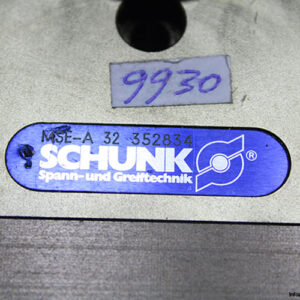 9930
MSE-A 32 352834
SCHUNK ®
Spann- und Greiftechnik